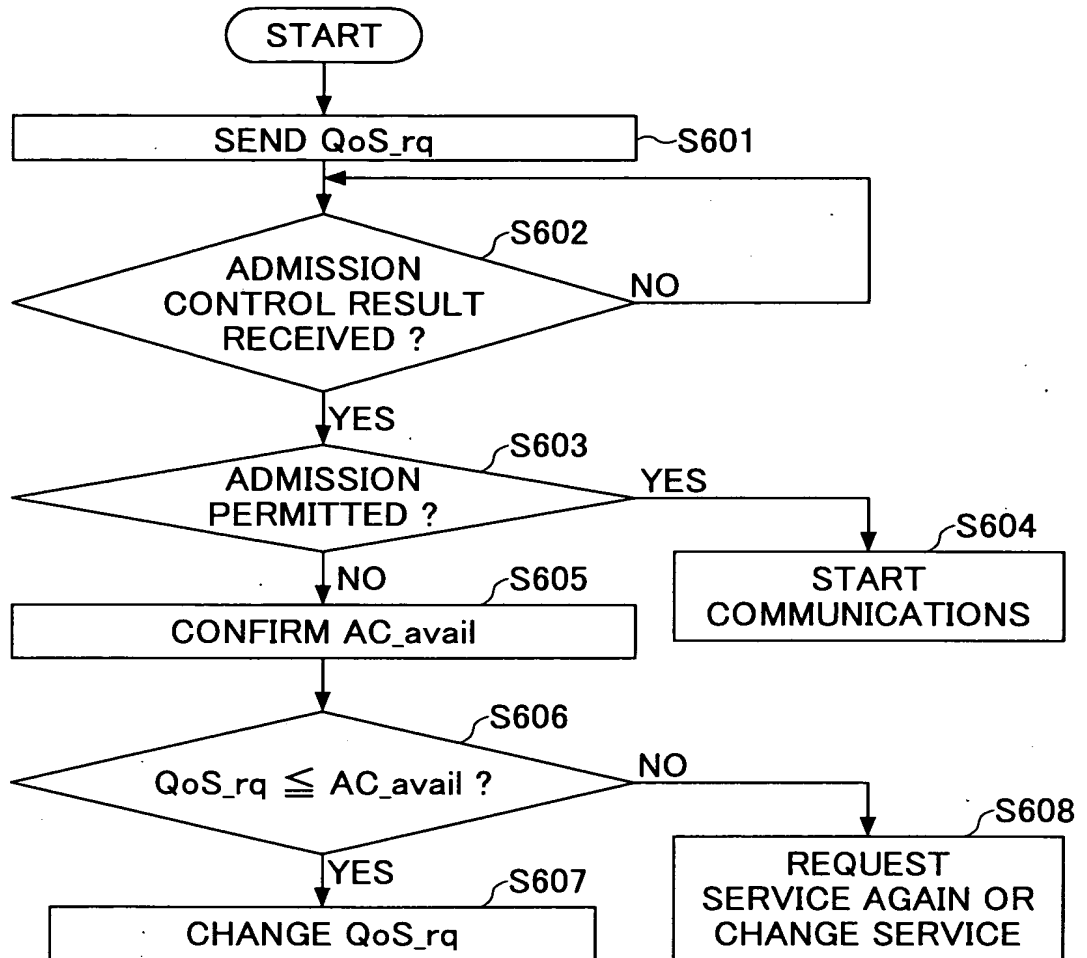 START
SEND QoS_rq
S601
S602
ADMISSION
CONTROL RESULT
RECEIVED ?
NO
YES
S603
ADMISSION
PERMITTED ?
YES
S604
START
COMMUNICATIONS
NO
S605
CONFIRM AC_avail
S606
QoS_rq ≦ AC_avail ?
NO
S608
REQUEST
SERVICE AGAIN OR
CHANGE SERVICE
YES
S607
CHANGE QoS_rq